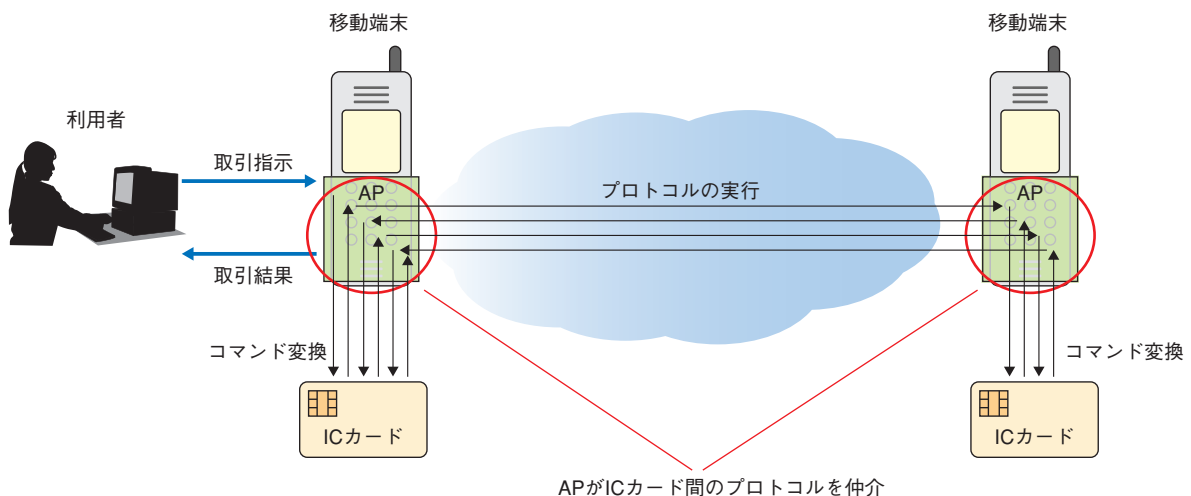 移動端末
移動端末
利用者
取引指示
AP
プロトコルの実行
AP
取引結果
コマンド変換
コマンド変換
ICカード
ICカード
APがICカード間のプロトコルを仲介